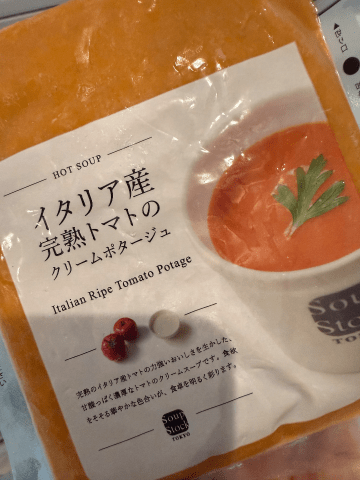 HOT SOUP
イタリア産
完熟トマトの
クリームポタージュ
Italian Ripe Tomato Potage
完熟のイタリア産トマトの力強いおいしさを生かした、
甘酸っぱく濃厚なトマトのクリームスープです。食欲
をそそる華やかな色合いが、食卓を明るく彩ります。
Soup
Stock
TOKYO
Soup
Stock
TOKYO